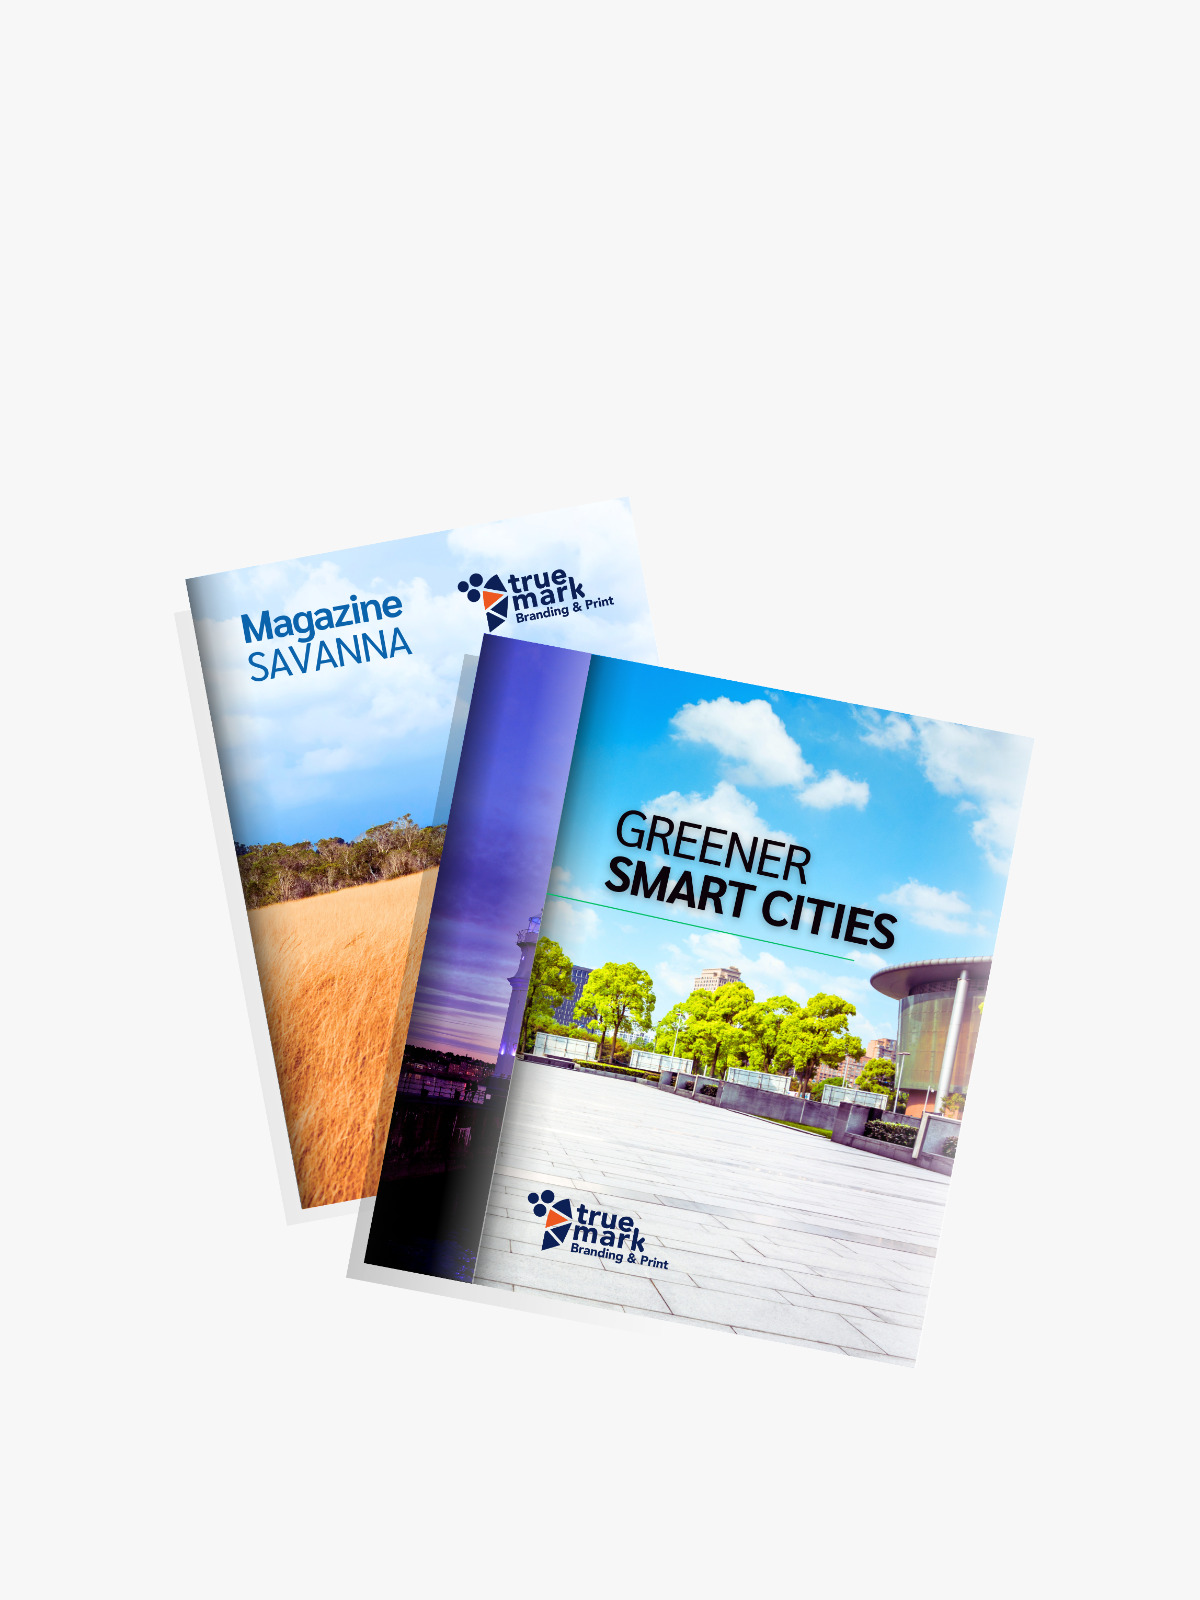 Magazine
SAVANNA
true
mark
Branding & Print
GREENER
SMART CITIES
true
mark
Branding & Print